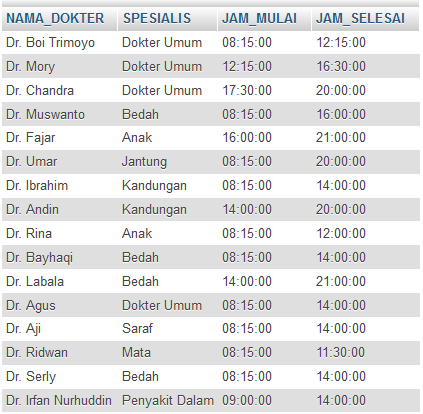 NAMA_DOKTER SPESIALIS JAM_MULAI JAM_SELESAI
Dr. Boi Trimoyo Dokter Umum 08:15:00 12:15:00
Dr. Mory Dokter Umum 12:15:00 16:30:00
Dr. Chandra Dokter Umum 17:30:00 20:00:00
Dr. Muswanto Bedah 08:15:00 16:00:00
Dr. Fajar Anak 16:00:00 21:00:00
Dr. Umar Jantung 08:15:00 20:00:00
Dr. Ibrahim Kandungan 08:15:00 14:00:00
Dr. Andin Kandungan 14:00:00 20:00:00
Dr. Rina Anak 08:15:00 12:00:00
Dr. Bayhaqi Bedah 08:15:00 14:00:00
Dr. Labala Bedah 14:00:00 21:00:00
Dr. Agus Dokter Umum 08:15:00 14:00:00
Dr. Aji Saraf 08:15:00 14:00:00
Dr. Ridwan Mata 08:15:00 11:30:00
Dr. Serly Bedah 08:15:00 14:00:00
Dr. Irfan Nurhuddin Penyakit Dalam 09:00:00 14:00:00